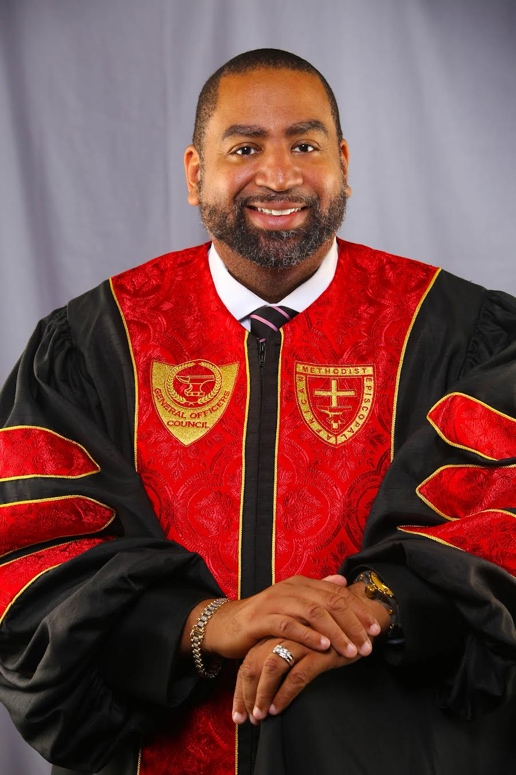 GENERAL OFFICERS
COUNCIL
METHODIST
EPISCOPAL
AFRICAN